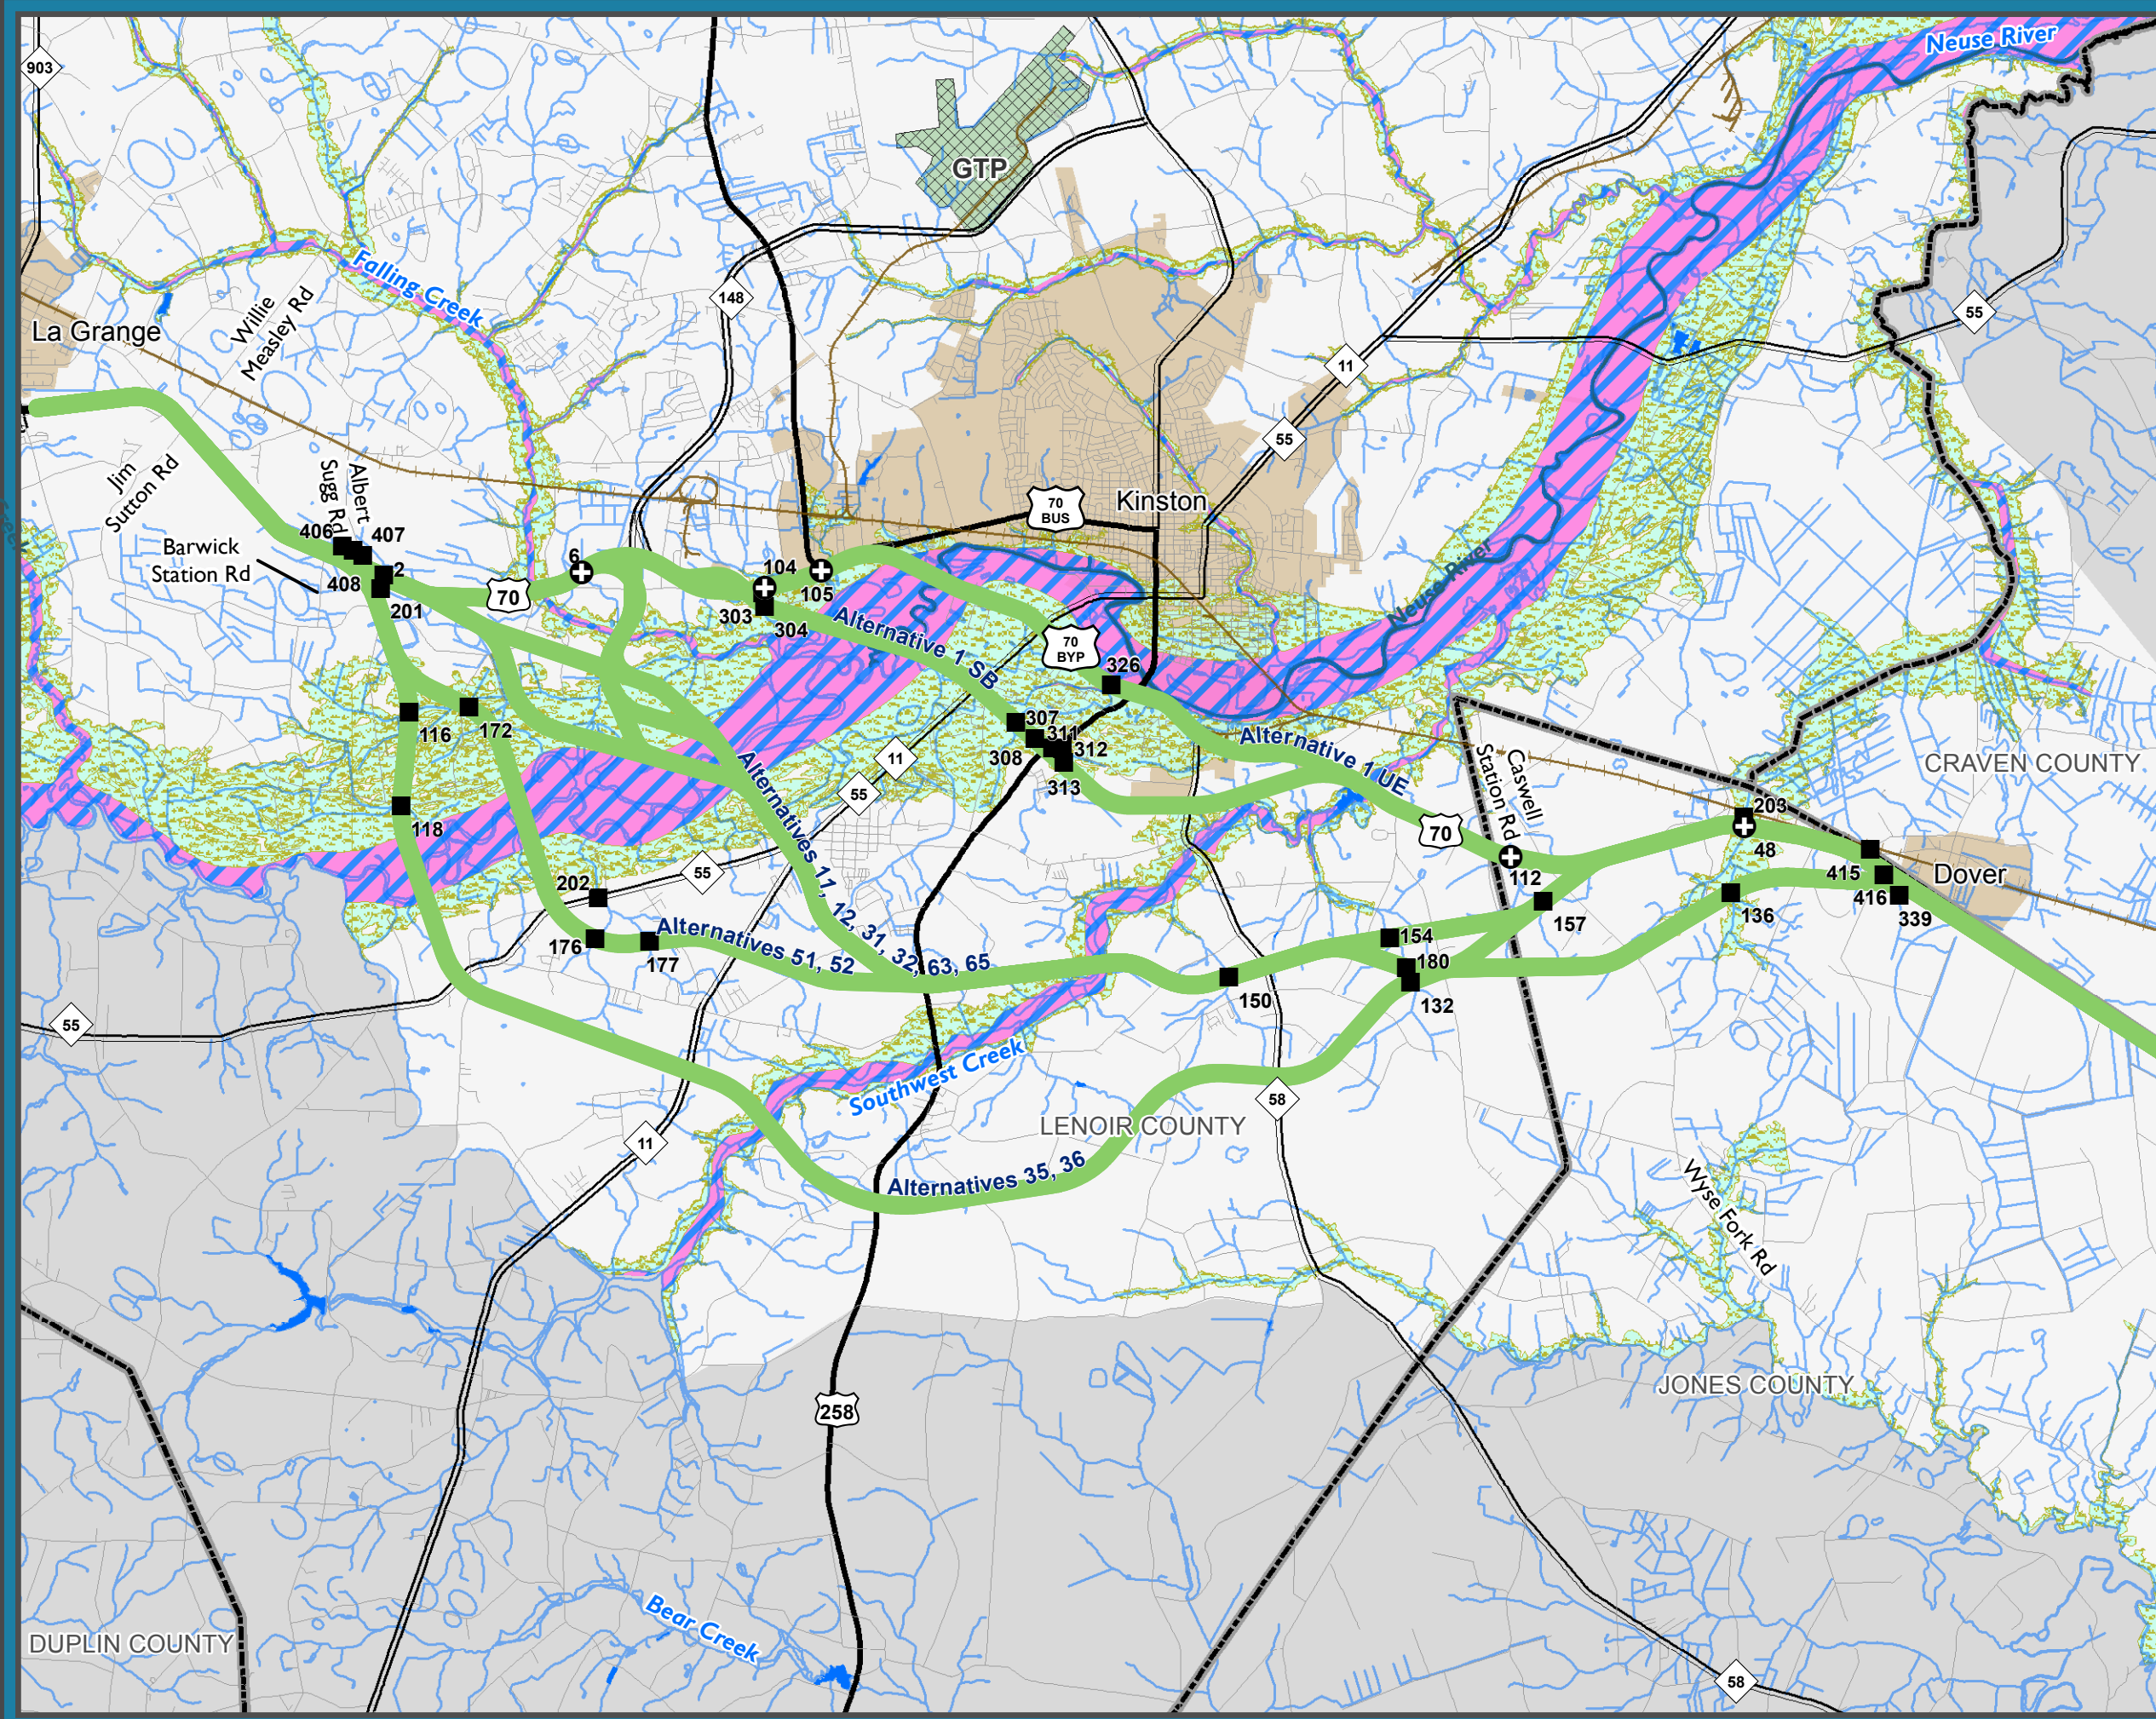 Neuse River
903
GTP
Falling Creek
Willie
Measley Rd
148
La Grange
55
11
55
Jim
Sutton Rd
Albert
Sugg Rd
Kinston
70
BUS
406
407
Barwick
Station Rd
408
2
201
6
70
104
105
303
304
Alternative 1 SB
Neuse River
70
BYP
326
116
172
307
311
308
312
313
Alternative 1 UE
Caswell
Station Rd
CRAVEN COUNTY
11
55
118
203
48
70
112
415
416
339
Dover
202
55
Alternatives 11, 12, 31, 32, 63, 65
136
157
154
176
177
Alternatives 51, 52
180
132
150
55
Southwest Creek
58
LENOIR COUNTY
11
Alternatives 35, 36
Wyse Fork Rd
JONES COUNTY
258
Bear Creek
DUPLIN COUNTY
58